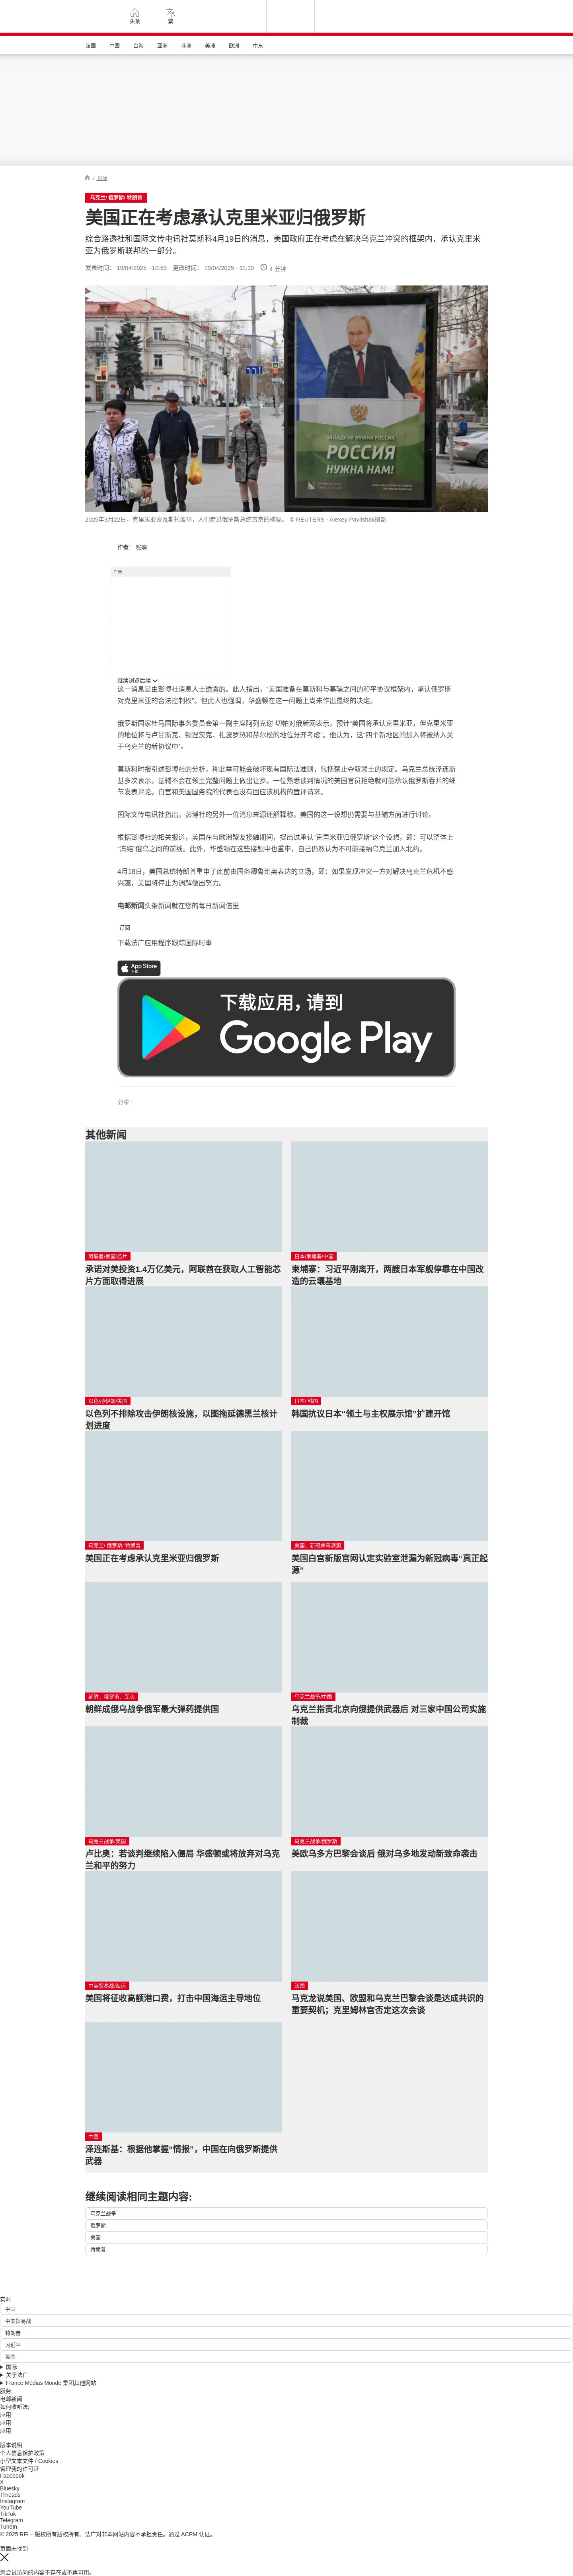 头条
繁
法国
中国
台海
亚洲
非洲
美洲
欧洲
中东
/ 国际
乌克兰/ 俄罗斯/ 特朗普
美国正在考虑承认克里米亚归俄罗斯
综合路透社和国际文传电讯社莫斯科4月19日的消息，美国政府正在考虑在解决乌克兰冲突的框架内，承认克里米
亚为俄罗斯联邦的一部分。
发表时间： 19/04/2025 - 10:59 更改时间： 19/04/2025 - 11:19 4 分钟
ЗАПАДУ НЕ НУЖНА РОССИЯ
РОССИЯ
НУЖНА НАМ!
2025年3月22日，克里米亚塞瓦斯托波尔，人们走过俄罗斯总统普京的横幅。 © REUTERS - Alexey Pavlishak摄影
作者： 呢喃
广告
继续浏览后续
这一消息是由彭博社消息人士透露的。此人指出，“美国准备在莫斯科与基辅之间的和平协议框架内，承认俄罗斯
对克里米亚的合法控制权”。但此人也强调，华盛顿在这一问题上尚未作出最终的决定。
俄罗斯国家杜马国际事务委员会第一副主席阿列克谢·切帕对俄新网表示，预计“美国将承认克里米亚，但克里米亚
的地位将与卢甘斯克、顿涅茨克、扎波罗热和赫尔松的地位分开考虑”。他认为，这“四个新地区的加入将被纳入关
于乌克兰的新协议中”。
莫斯科时报引述彭博社的分析，称此举可能会破坏现有国际法准则，包括禁止夺取领土的规定。乌克兰总统泽连斯
基多次表示，基辅不会在领土完整问题上做出让步。一位熟悉谈判情况的美国官员拒绝就可能承认俄罗斯吞并的细
节发表评论。白宫和美国国务院的代表也没有回应该机构的置评请求。
国际文传电讯社指出，彭博社的另外一位消息来源还解释称，美国的这一设想仍需要与基辅方面进行讨论。
根据彭博社的相关报道，美国在与欧洲盟友接触期间，提出过承认“克里米亚归俄罗斯”这个设想，即：可以整体上
“冻结”俄乌之间的前线。此外，华盛顿在这些接触中也重申，自己仍然认为不可能接纳乌克兰加入北约。
4月18日，美国总统特朗普重申了此前由国务卿鲁比奥表达的立场，即：如果发现冲突一方对解决乌克兰危机不感
兴趣，美国将停止为调解做出努力。
电邮新闻头条新闻就在您的每日新闻信里
订阅
下载法广应用程序跟踪国际时事
App Store
下载
下载应用，请到
Google Play
分享 :
其他新闻
阿联酋/美国/芯片
承诺对美投资1.4万亿美元，阿联酋在获取人工智能芯
片方面取得进展
日本/柬埔寨/中国
柬埔寨：习近平刚离开，两艘日本军舰停靠在中国改
造的云壤基地
以色列/伊朗/美国
以色列不排除攻击伊朗核设施，以图拖延德黑兰核计
划进度
日本/ 韩国
韩国抗议日本“领土与主权展示馆”扩建开馆
乌克兰/ 俄罗斯/ 特朗普
美国正在考虑承认克里米亚归俄罗斯
美国、新冠病毒溯源
美国白宫新版官网认定实验室泄漏为新冠病毒“真正起
源”
朝鲜，俄罗斯，军火
朝鲜成俄乌战争俄军最大弹药提供国
乌克兰战争/中国
乌克兰指责北京向俄提供武器后 对三家中国公司实施
制裁
乌克兰战争/美国
卢比奥：若谈判继续陷入僵局 华盛顿或将放弃对乌克
兰和平的努力
乌克兰战争/俄罗斯
美欧乌多方巴黎会谈后 俄对乌多地发动新致命袭击
中美贸易战/海运
美国将征收高额港口费，打击中国海运主导地位
法国
马克龙说美国、欧盟和乌克兰巴黎会谈是达成共识的
重要契机；克里姆林宫否定这次会谈
中国
泽连斯基：根据他掌握“情报”，中国在向俄罗斯提供
武器
继续阅读相同主题内容:
乌克兰战争
俄罗斯
美国
特朗普
实时
中国
中美贸易战
特朗普
习近平
美国
国际
关于法广
France Médias Monde 集团其他网站
服务
电邮新闻
如何收听法广
应用
应用
应用
版本说明
个人信息保护政策
小型文本文件 / Cookies
管理我的许可证
Facebook
X
Bluesky
Threads
Instagram
YouTube
TikTok
Telegram
TuneIn
© 2025 RFI – 版权所有版权所有。法广对非本网站内容不承担责任。通过 ACPM 认证。
页面未找到
您尝试访问的内容不存在或不再可用。